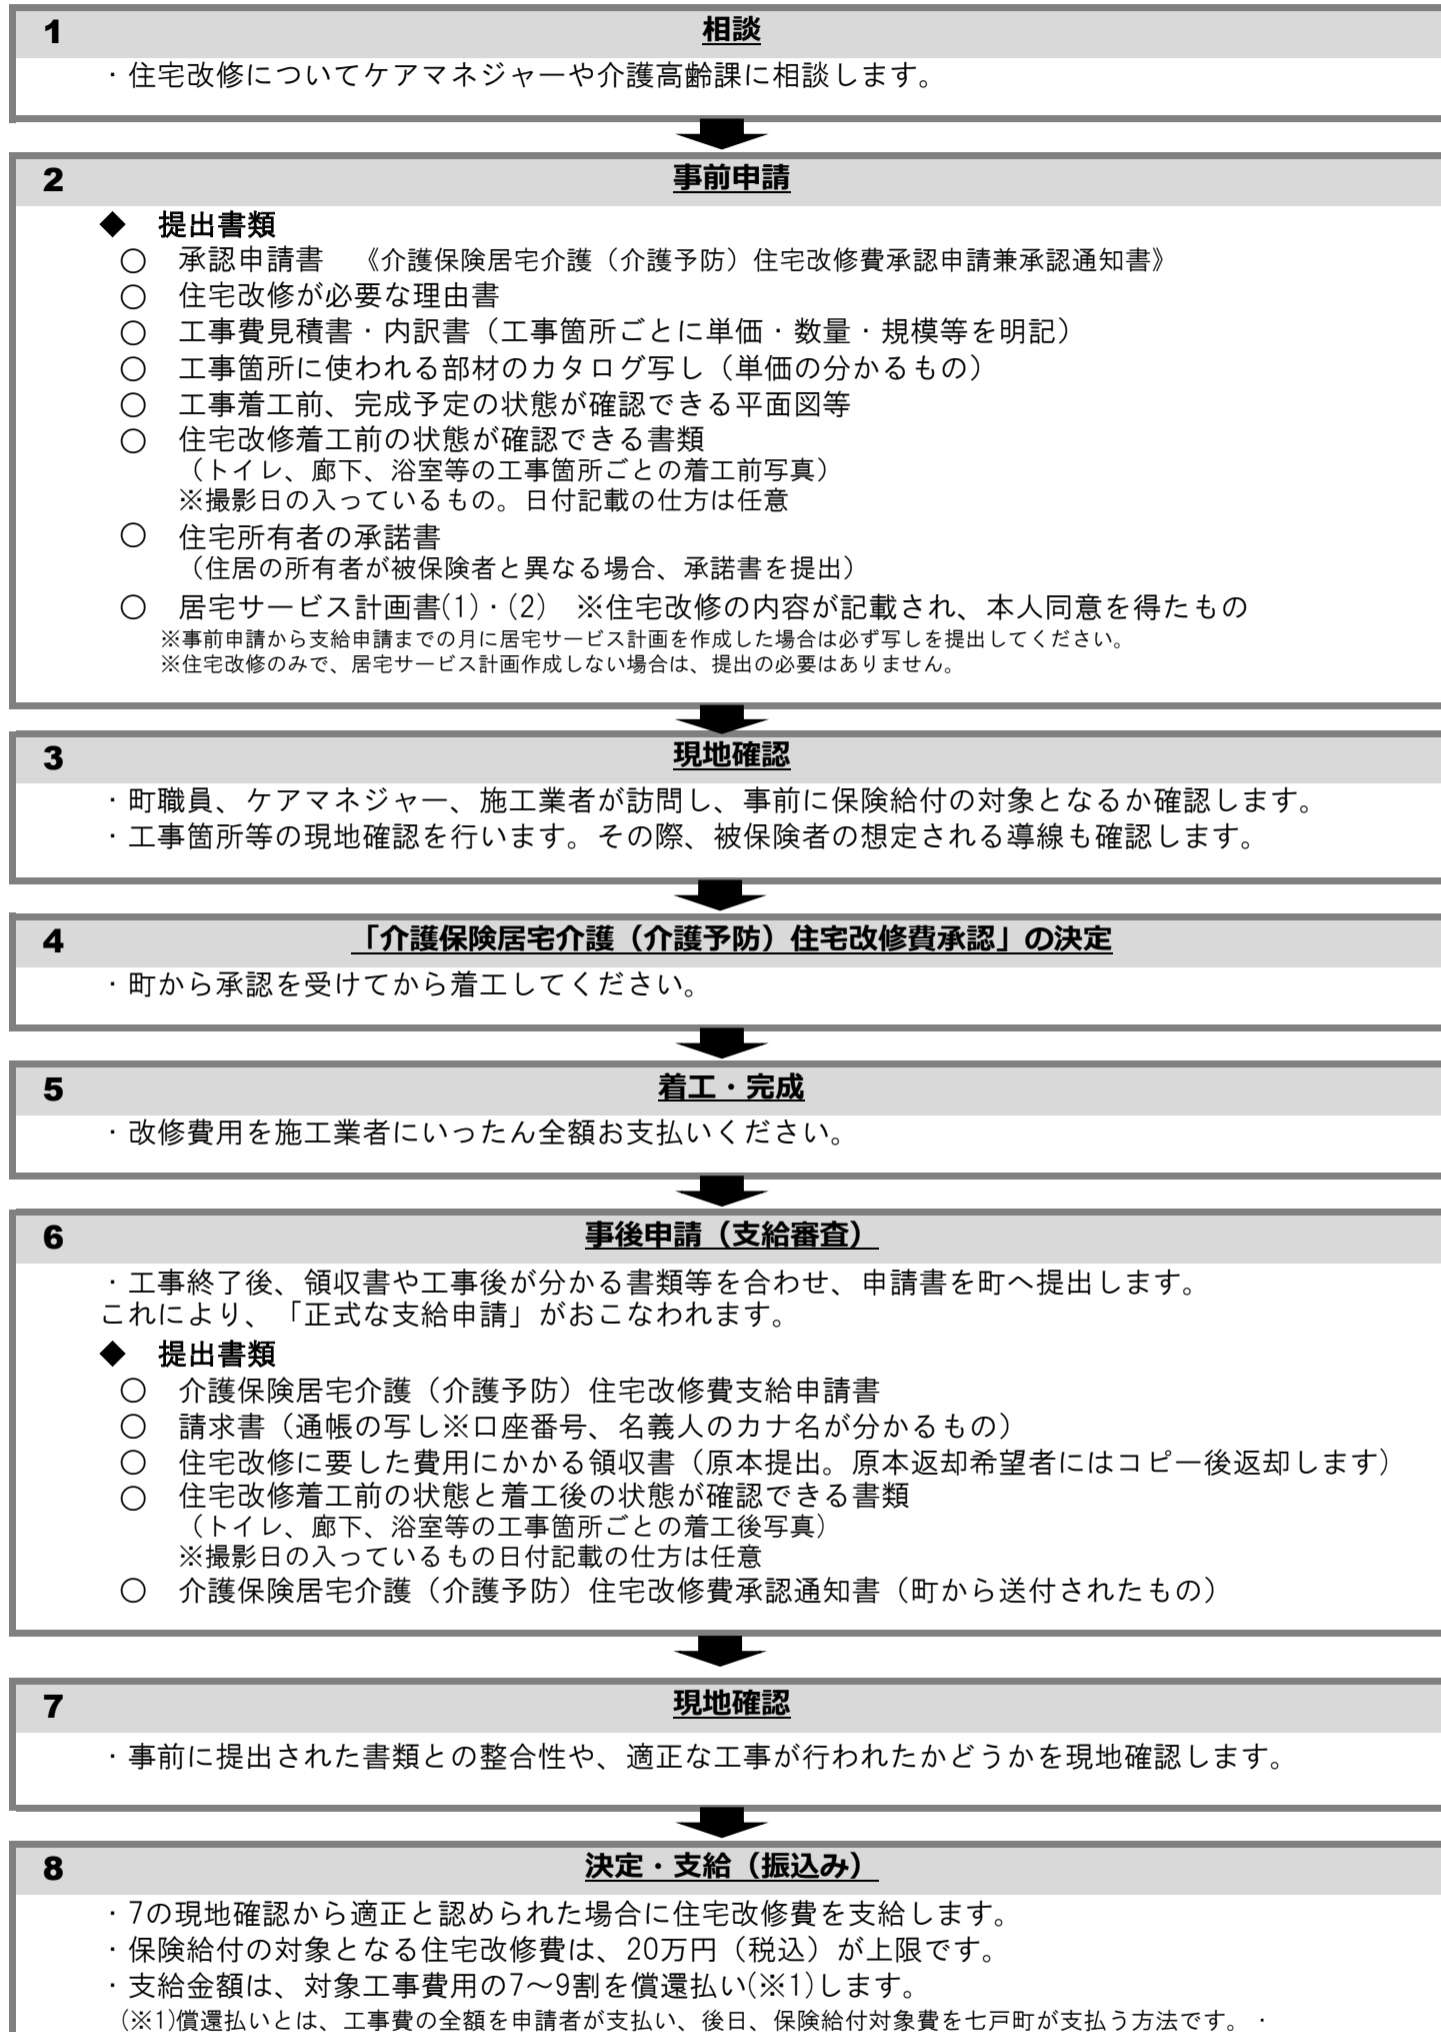 1 相談
・住宅改修についてケアマネジャーや介護高齢課に相談します。
2 事前申請
◆ 提出書類
○ 承認申請書 《介護保険居宅介護（介護予防）住宅改修費承認申請兼承認通知書》
○ 住宅改修が必要な理由書
○ 工事費見積書・内訳書（工事箇所ごとに単価・数量・規模等を明記）
○ 工事箇所に使われる部材のカタログ写し（単価の分かるもの）
○ 工事着工前、完成予定の状態が確認できる平面図等
○ 住宅改修着工前の状態が確認できる書類
（トイレ、廊下、浴室等の工事箇所ごとの着工前写真）
※撮影日の入っているもの。日付記載の仕方は任意
○ 住宅所有者の承諾書
（住居の所有者が被保険者と異なる場合、承諾書を提出）
○ 居宅サービス計画書(1)・(2) ※住宅改修の内容が記載され、本人同意を得たもの
※事前申請から支給申請までの月に居宅サービス計画を作成した場合は必ず写しを提出してください。
※住宅改修のみで、居宅サービス計画作成しない場合は、提出の必要はありません。
3 現地確認
・町職員、ケアマネジャー、施工業者が訪問し、事前に保険給付の対象となるか確認します。
・工事箇所等の現地確認を行います。その際、被保険者の想定される導線も確認します。
4 「介護保険居宅介護（介護予防）住宅改修費承認」の決定
・町から承認を受けてから着工してください。
5 着工・完成
・改修費用を施工業者にいったん全額お支払いください。
6 事後申請（支給審査）
・工事終了後、領収書や工事後が分かる書類等を合わせ、申請書を町へ提出します。
これにより、「正式な支給申請」がおこなわれます。
◆ 提出書類
○ 介護保険居宅介護（介護予防）住宅改修費支給申請書
○ 請求書（通帳の写し※口座番号、名義人のカナ名が分かるもの）
○ 住宅改修に要した費用にかかる領収書（原本提出。原本返却希望者にはコピー後返却します）
○ 住宅改修着工前の状態と着工後の状態が確認できる書類
（トイレ、廊下、浴室等の工事箇所ごとの着工後写真）
※撮影日の入っているもの日付記載の仕方は任意
○ 介護保険居宅介護（介護予防）住宅改修費承認通知書（町から送付されたもの）
7 現地確認
・事前に提出された書類との整合性や、適正な工事が行われたかどうかを現地確認します。
8 決定・支給（振込み）
・7の現地確認から適正と認められた場合に住宅改修費を支給します。
・保険給付の対象となる住宅改修費は、20万円（税込）が上限です。
・支給金額は、対象工事費用の7～9割を償還払い(※1)します。
(※1)償還払いとは、工事費の全額を申請者が支払い、後日、保険給付対象費を七戸町が支払う方法です。・